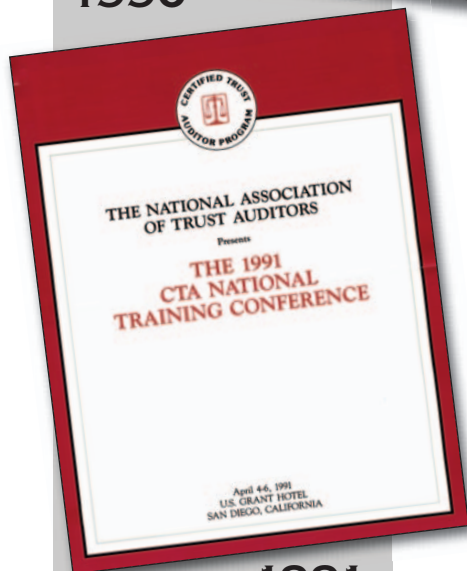 CERTIFIED TRUST
AUDITOR PROGRAM
THE NATIONAL ASSOCIATION
OF TRUST AUDITORS
Presents
THE 1991
CTA NATIONAL
TRAINING CONFERENCE
April 4-6, 1991
U.S. GRANT HOTEL
SAN DIEGO, CALIFORNIA